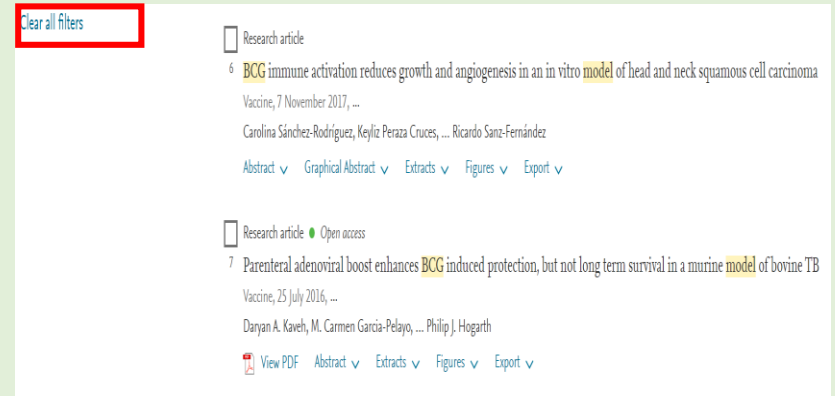 Clear all filters
Research article
6 BCG immune activation reduces growth and angiogenesis in an in vitro model of head and neck squamous cell carcinoma
Vaccine, 7 November 2017, ...
Carolina Sánchez-Rodríguez, Keyliz Peraza Cruces, ... Ricardo Sanz-Fernández
Abstract Graphical Abstract Extracts Figures Export
Research article Open access
7 Parenteral adenoviral boost enhances BCG induced protection, but not long term survival in a murine model of bovine TB
Vaccine, 25 July 2016, ...
Daryan A. Kaveh, M. Carmen Garcia-Pelayo, ... Philip J. Hogarth
View PDF Abstract Extracts Figures Export